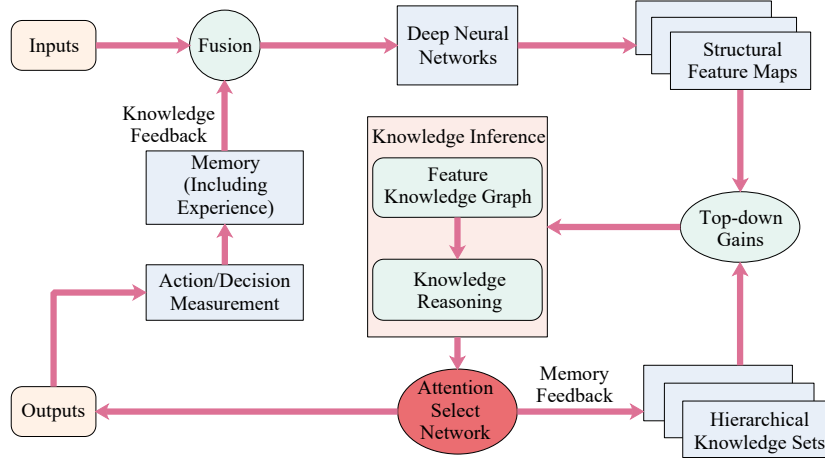 Inputs
Fusion
Deep Neural
Networks
Structural
Feature Maps
Knowledge
Feedback
Knowledge Inference
Memory
(Including
Experience)
Feature
Knowledge Graph
Top-down
Gains
Action/Decision
Measurement
Knowledge
Reasoning
Outputs
Attention
Select
Network
Memory
Feedback
Hierarchical
Knowledge Sets